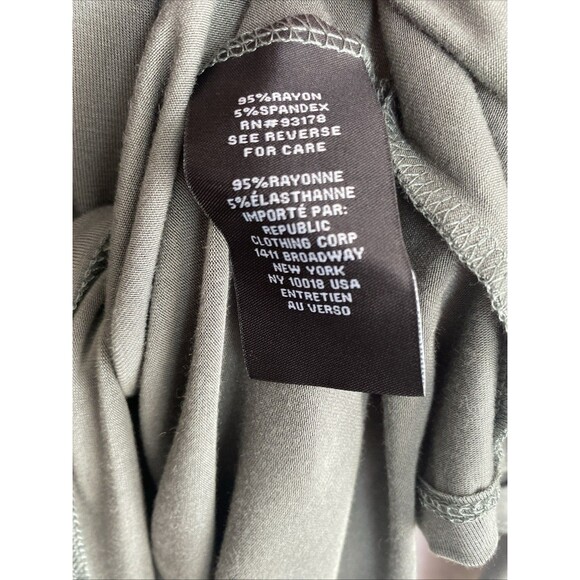 95%RAYON
5%SPANDEX
RN#93178
SEE REVERSE
FOR CARE
95%RAYONNE
5%ÉLASTHANNE
IMPORTÉ PAR:
REPUBLIC
CLOTHING CORP
1411 BROADWAY
NEW YORK
NY 10018 USA
ENTRETIEN
AU VERSO